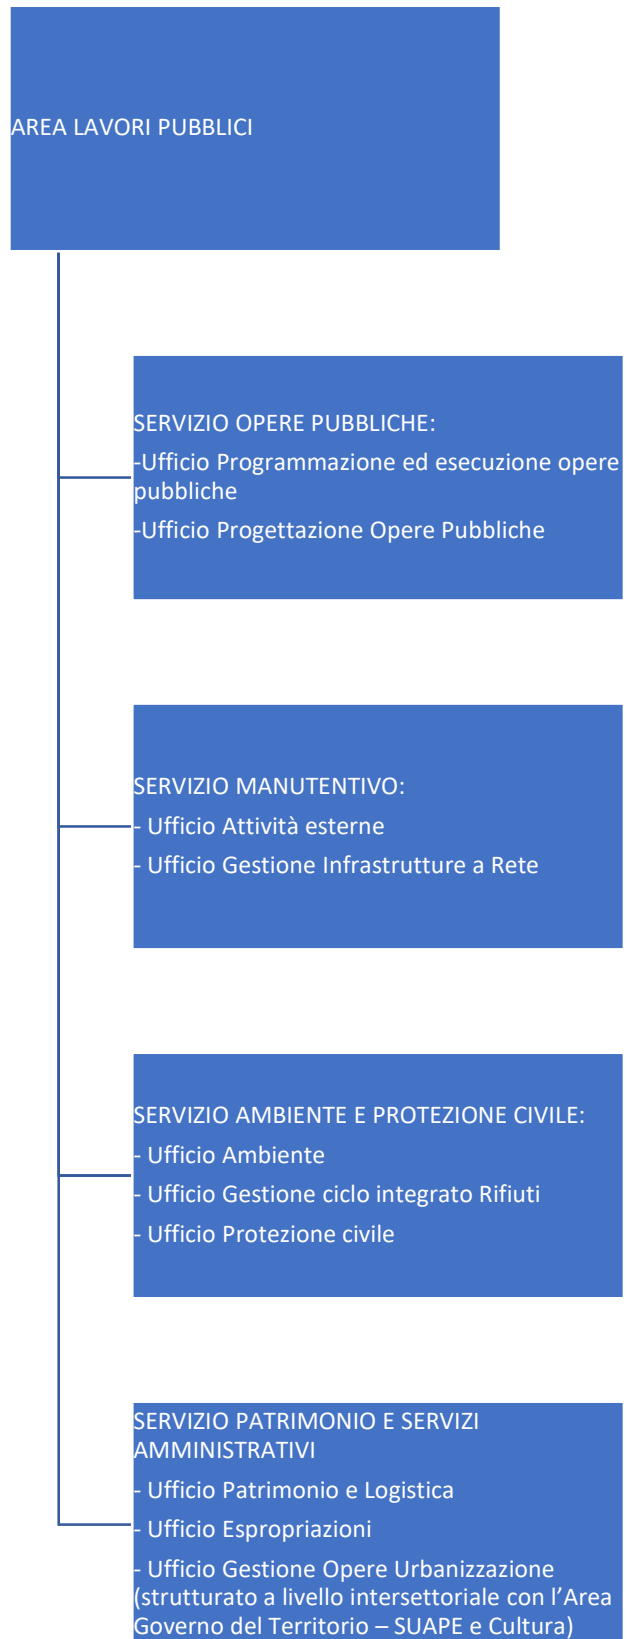 AREA LAVORI PUBBLICI
SERVIZIO OPERE PUBBLICHE:
-Ufficio Programmazione ed esecuzione opere
pubbliche
-Ufficio Progettazione Opere Pubbliche
SERVIZIO MANUTENTIVO:
- Ufficio Attività esterne
- Ufficio Gestione Infrastrutture a Rete
SERVIZIO AMBIENTE E PROTEZIONE CIVILE:
- Ufficio Ambiente
- Ufficio Gestione ciclo integrato Rifiuti
- Ufficio Protezione civile
SERVIZIO PATRIMONIO E SERVIZI
AMMINISTRATIVI
- Ufficio Patrimonio e Logistica
- Ufficio Espropriazioni
- Ufficio Gestione Opere Urbanizzazione
(strutturato a livello intersettoriale con l’Area
Governo del Territorio – SUAPE e Cultura)